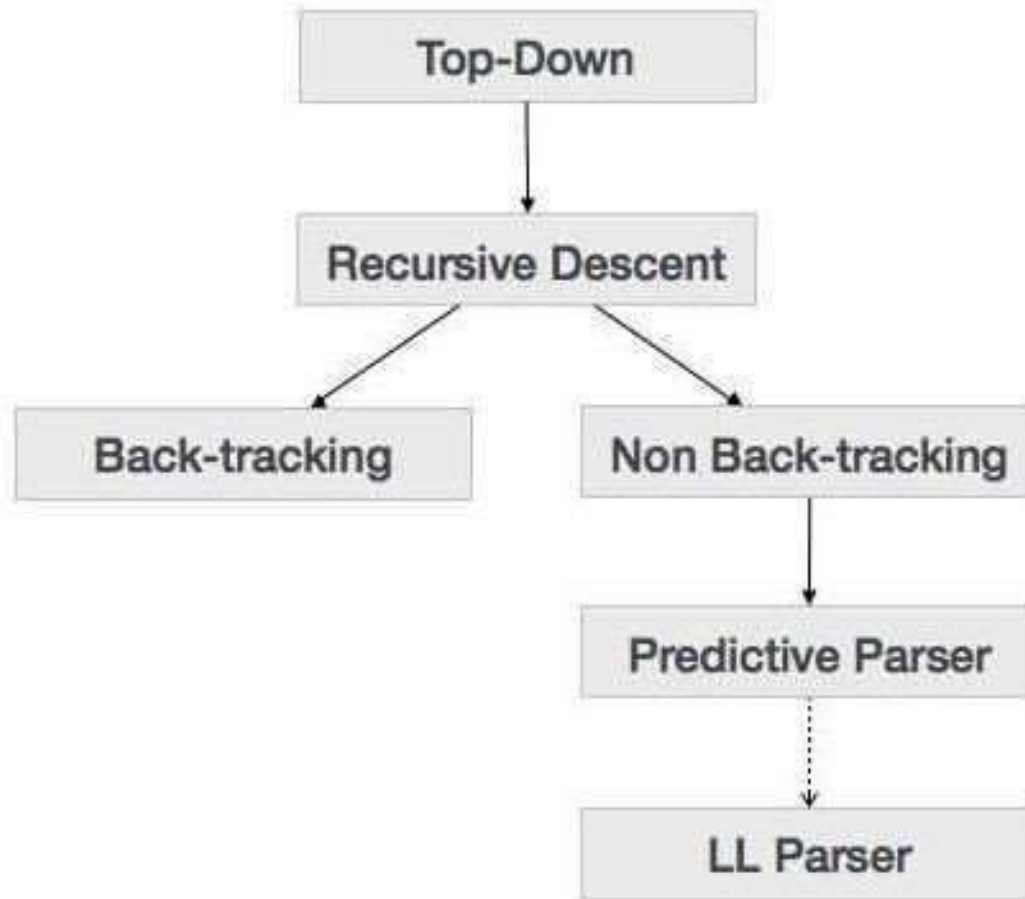 Top-Down
Recursive Descent
Back-tracking
Non Back-tracking
Predictive Parser
LL Parser